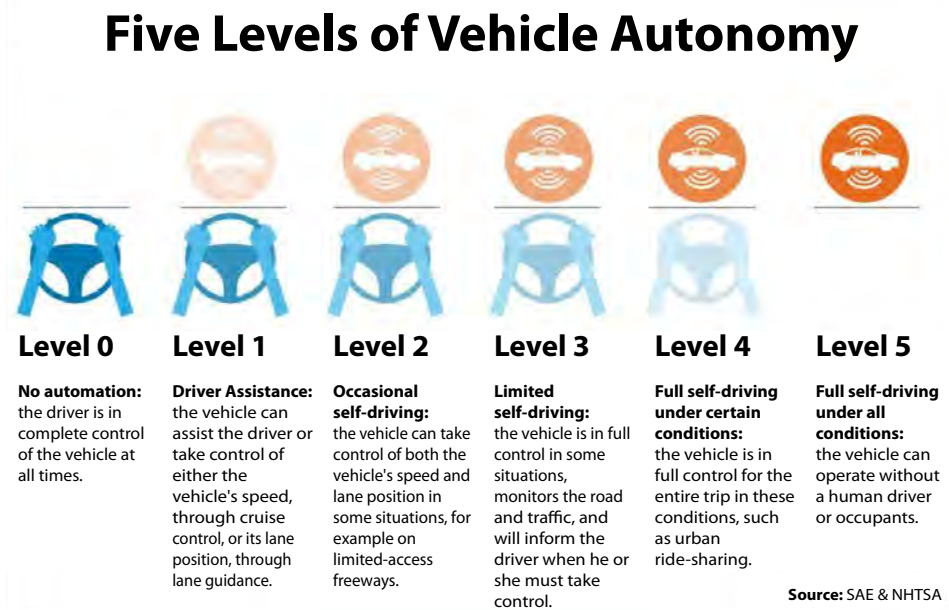 Five Levels of Vehicle Autonomy
Level 0
No automation:
the driver is in
complete control
of the vehicle at
all times.
Level 1
Driver Assistance:
the vehicle can
assist the driver or
take control of
either the
vehicle's speed,
through cruise
control, or its lane
position, through
lane guidance.
Level 2
Occasional
self-driving:
the vehicle can take
control of both the
vehicle's speed and
lane position in
some situations, for
example on
limited-access
freeways.
Level 3
Limited
self-driving:
the vehicle is in full
control in some
situations,
monitors the road
and traffic, and
will inform the
driver when he or
she must take
control.
Level 4
Full self-driving
under certain
conditions:
the vehicle is in
full control for the
entire trip in these
conditions, such
as urban
ride-sharing.
Level 5
Full self-driving
under all
conditions:
the vehicle can
operate without
a human driver
or occupants.
Source: SAE & NHTSA